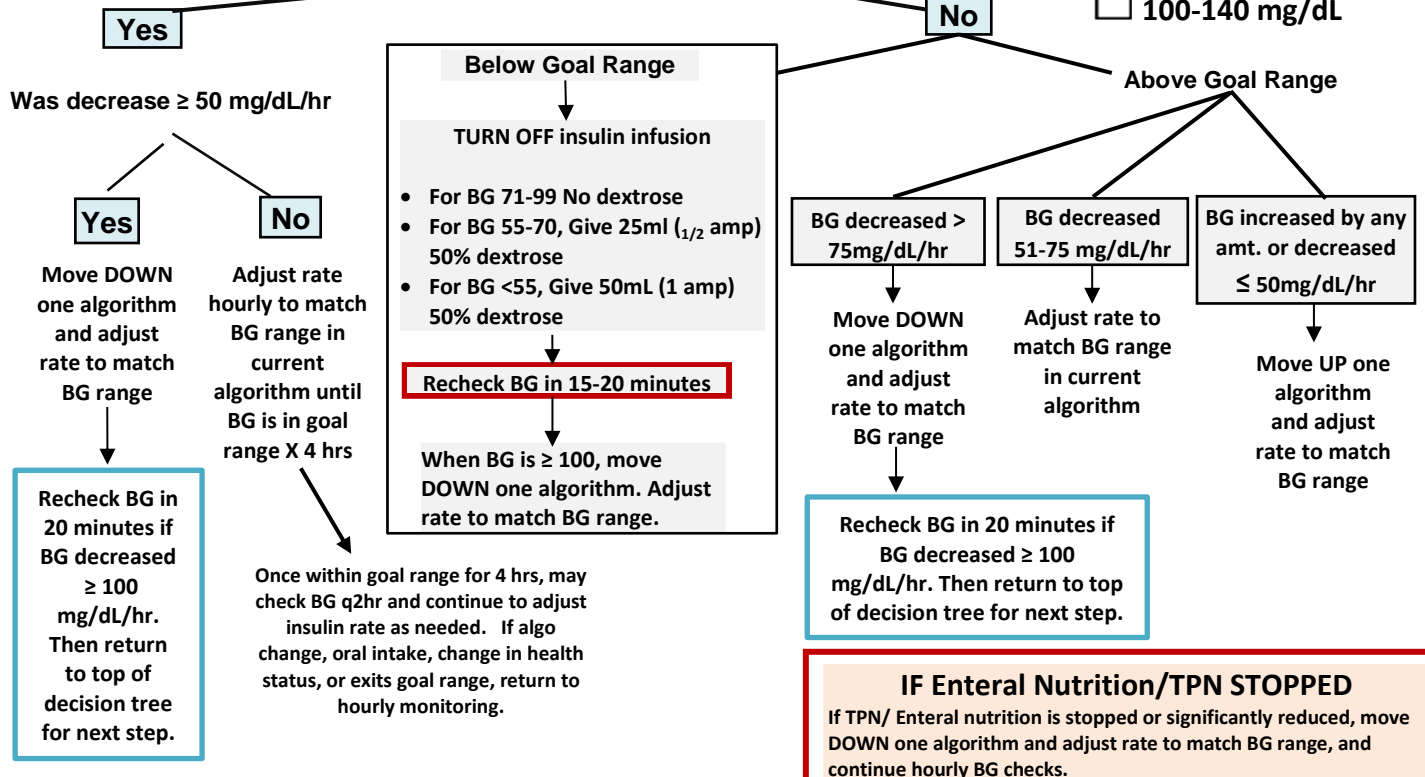 Yes
No
100-140 mg/dL
Was decrease ≥ 50 mg/dL/hr
Yes
Move DOWN
one algorithm
and adjust
rate to match
BG range
Recheck BG in
20 minutes if
BG decreased
≥ 100
mg/dL/hr.
Then return
to top of
decision tree
for next step.
No
Adjust rate
hourly to match
BG range in
current
algorithm until
BG is in goal
range X 4 hrs
Once within goal range for 4 hrs, may
check BG q2hr and continue to adjust
insulin rate as needed. If algo
change, oral intake, change in health
status, or exits goal range, return to
hourly monitoring.
Below Goal Range
TURN OFF insulin infusion
• For BG 71-99 No dextrose
• For BG 55-70, Give 25ml (1/2 amp)
50% dextrose
• For BG <55, Give 50mL (1 amp)
50% dextrose
Recheck BG in 15-20 minutes
When BG is ≥ 100, move
DOWN one algorithm. Adjust
rate to match BG range.
Above Goal Range
BG decreased >
75mg/dL/hr
Move DOWN
one algorithm
and adjust
rate to match
BG range
Recheck BG in 20 minutes if
BG decreased ≥ 100
mg/dL/hr. Then return to top
of decision tree for next step.
BG decreased
51-75 mg/dL/hr
Adjust rate to
match BG range
in current
algorithm
BG increased by any
amt. or decreased
≤ 50mg/dL/hr
Move UP one
algorithm
and adjust
rate to match
BG range
IF Enteral Nutrition/TPN STOPPED
If TPN/ Enteral nutrition is stopped or significantly reduced, move
DOWN one algorithm and adjust rate to match BG range, and
continue hourly BG checks.